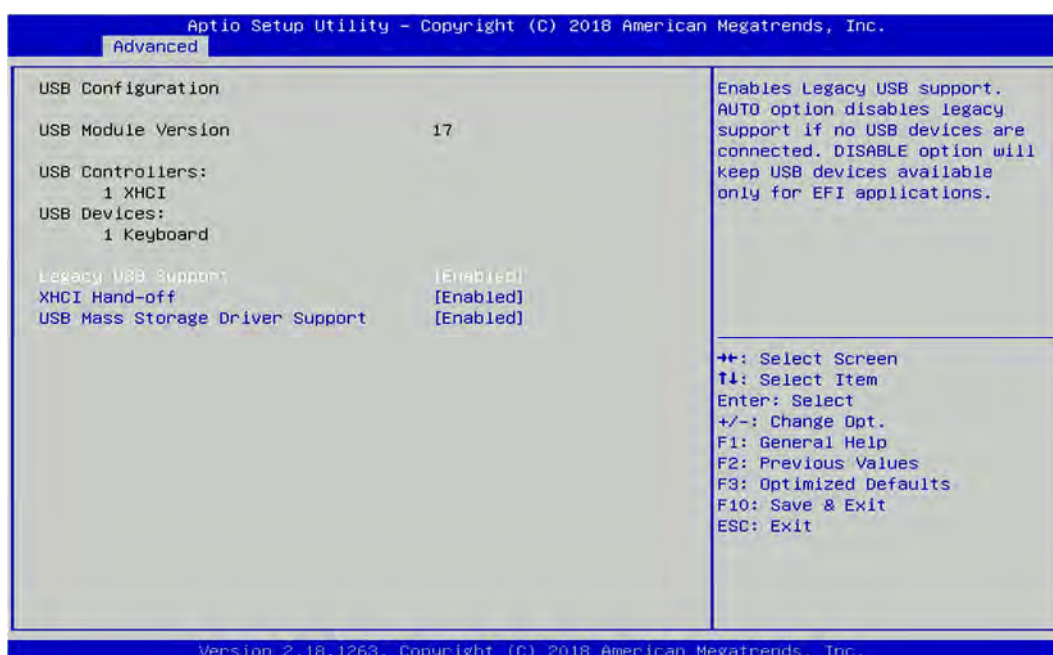 Aptio Setup Utility – Copyright (C) 2018 American Megatrends, Inc.
Advanced
USB Configuration
USB Module Version 17
USB Controllers:
1 XHCI
USB Devices:
1 Keyboard
Legacy USB Support [Enabled]
XHCI Hand-off [Enabled]
USB Mass Storage Driver Support [Enabled]
Enables Legacy USB support.
AUTO option disables legacy
support if no USB devices are
connected. DISABLE option will
keep USB devices available
only for EFI applications.
→←: Select Screen
↑↓: Select Item
Enter: Select
+/-: Change Opt.
F1: General Help
F2: Previous Values
F3: Optimized Defaults
F10: Save & Exit
ESC: Exit
Version 2.18.1263. Copyright (C) 2018 American Megatrends, Inc.